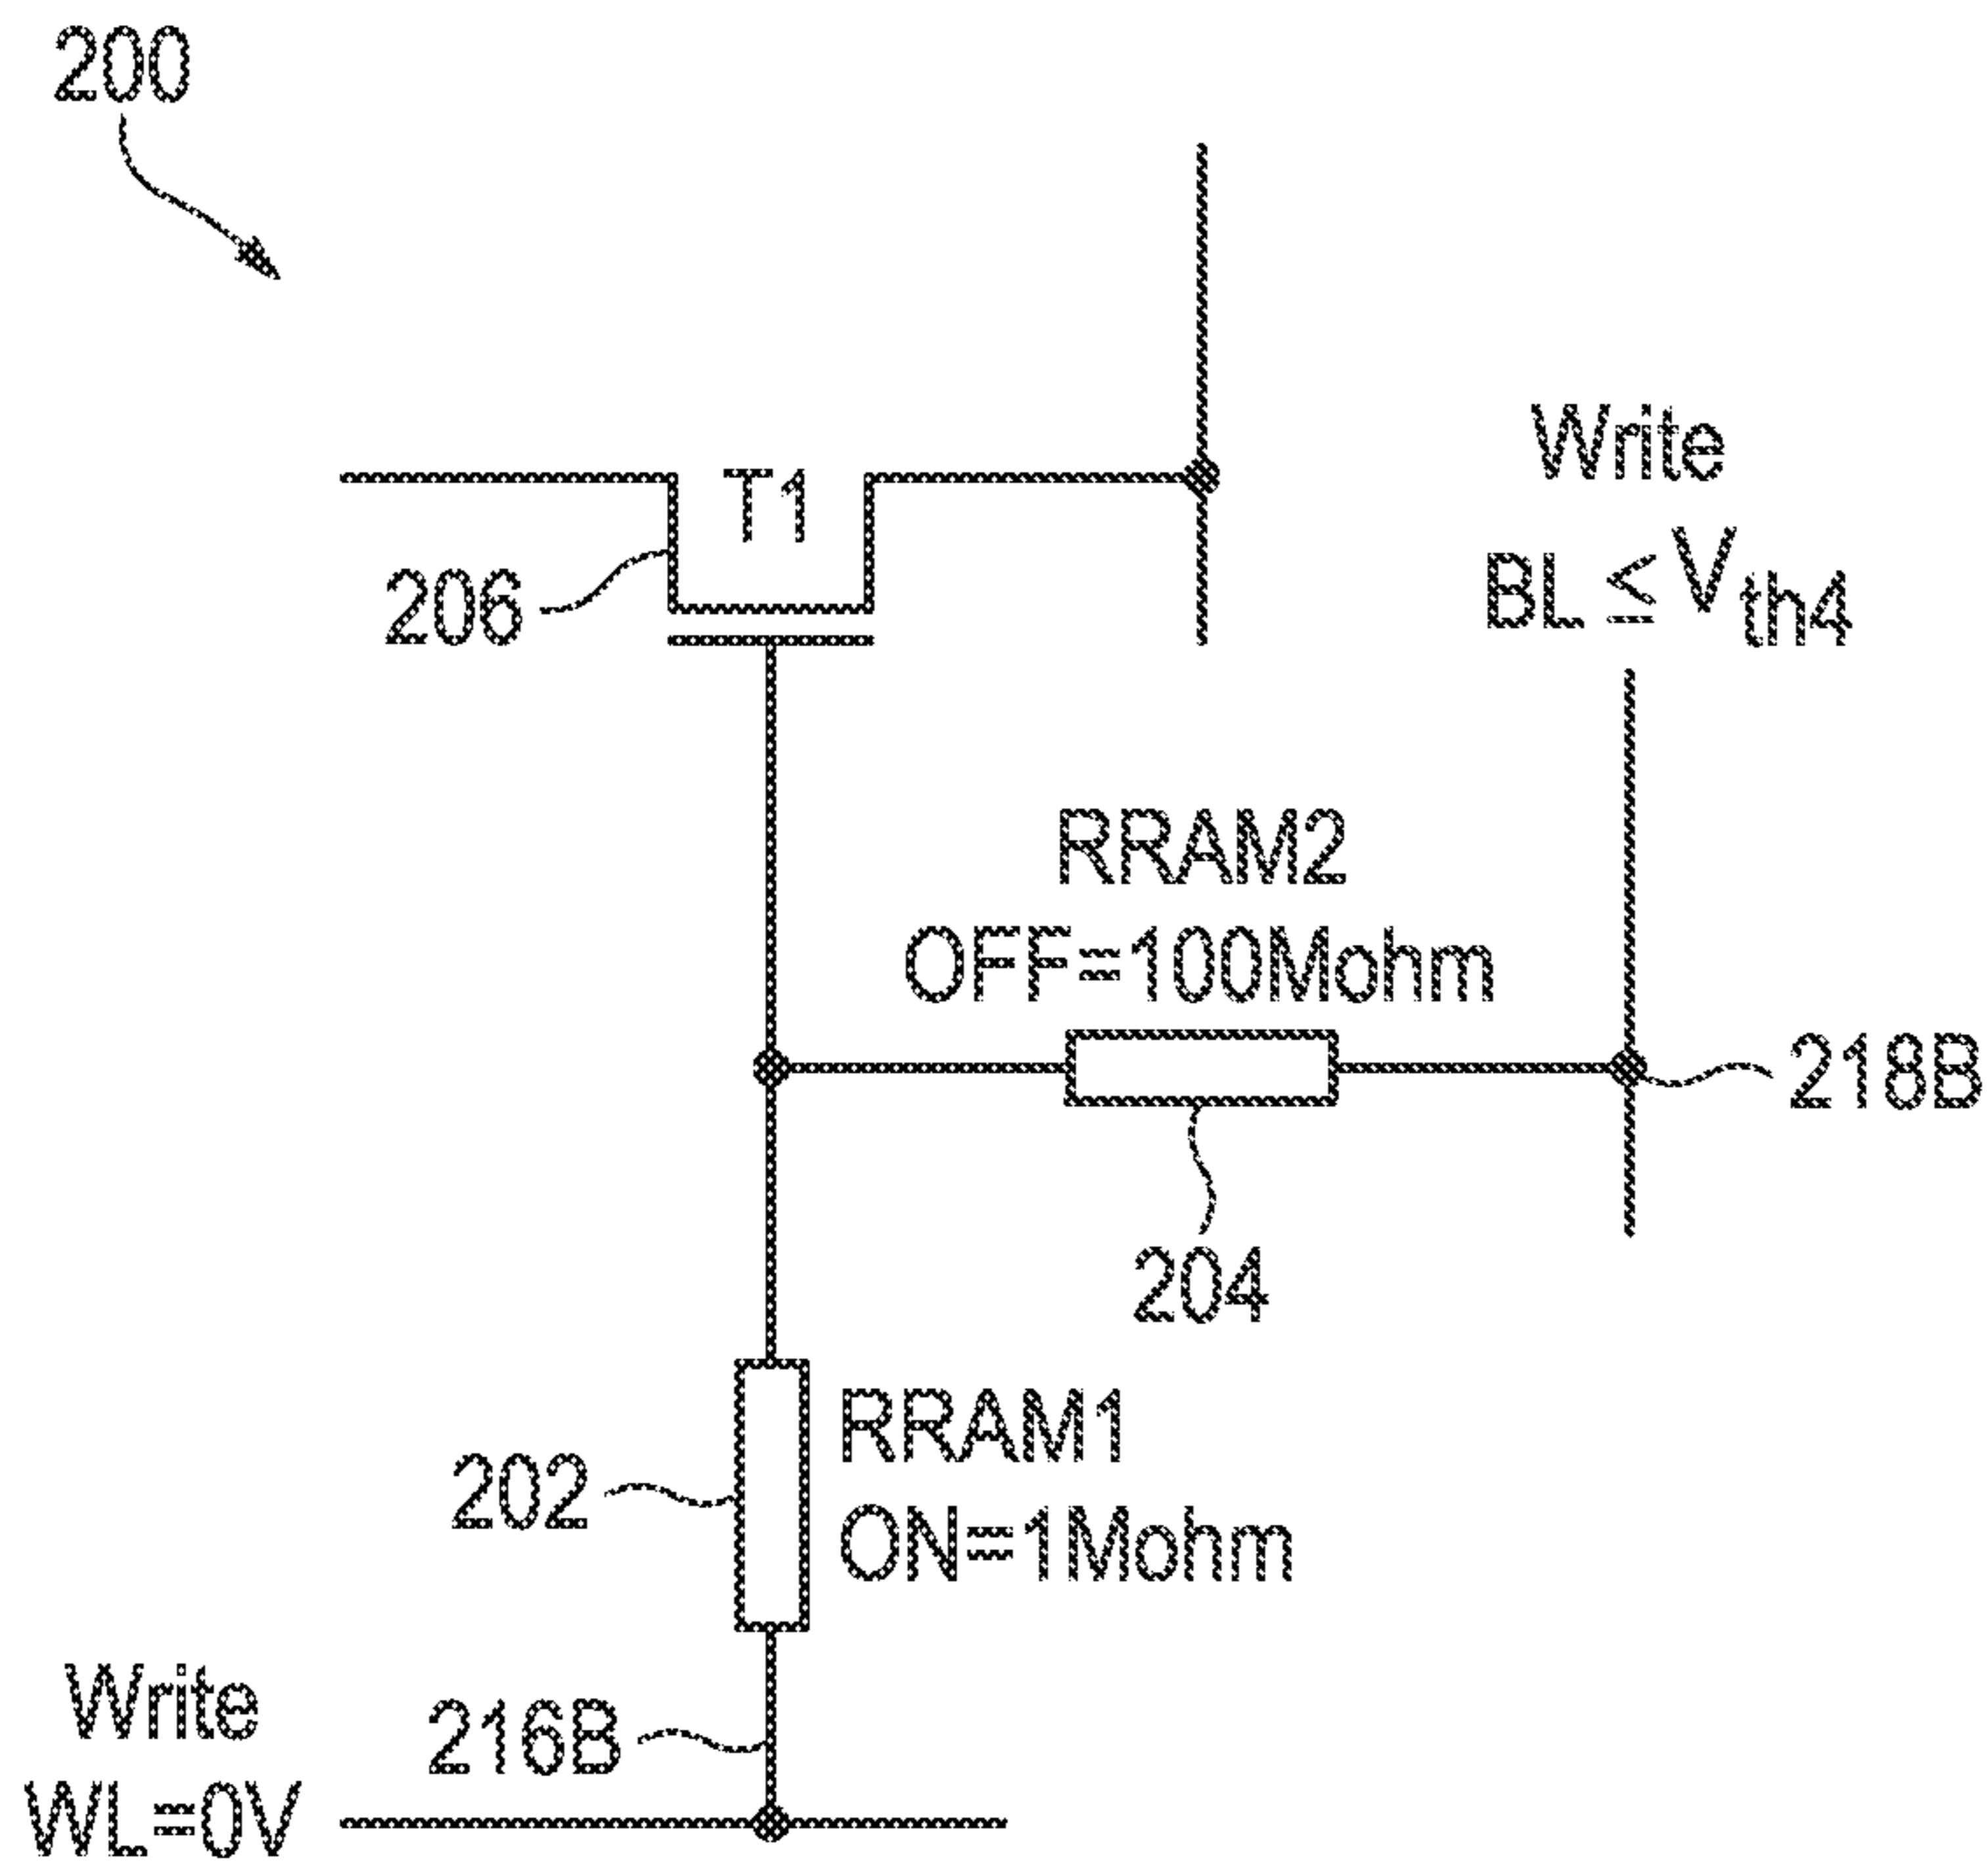 200
T1
206
Write
BL ≤ Vth4
RRAM2
OFF=100Mohm
218B
204
RRAM1
202
ON=1Mohm
Write
216B
WL=0V